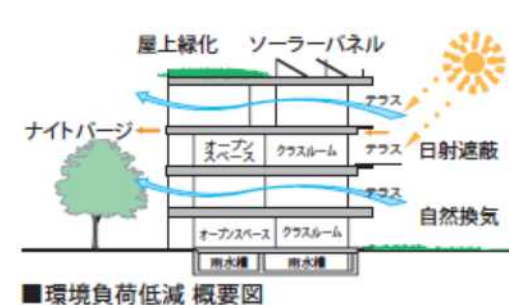 屋上緑化 ソーラーパネル
テラス
ナイトパージ
オープン
スペース
クラスルーム
テラス
日射遮蔽
テラス
自然換気
オープンスペース
クラスルーム
雨水槽
雨水槽
■環境負荷低減 概要図